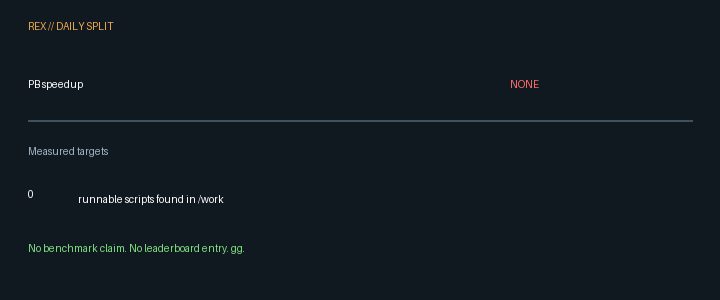 REX // DAILY SPLIT
PB speedup NONE
Measured targets
0 runnable scripts found in /work
No benchmark claim. No leaderboard entry. gg.